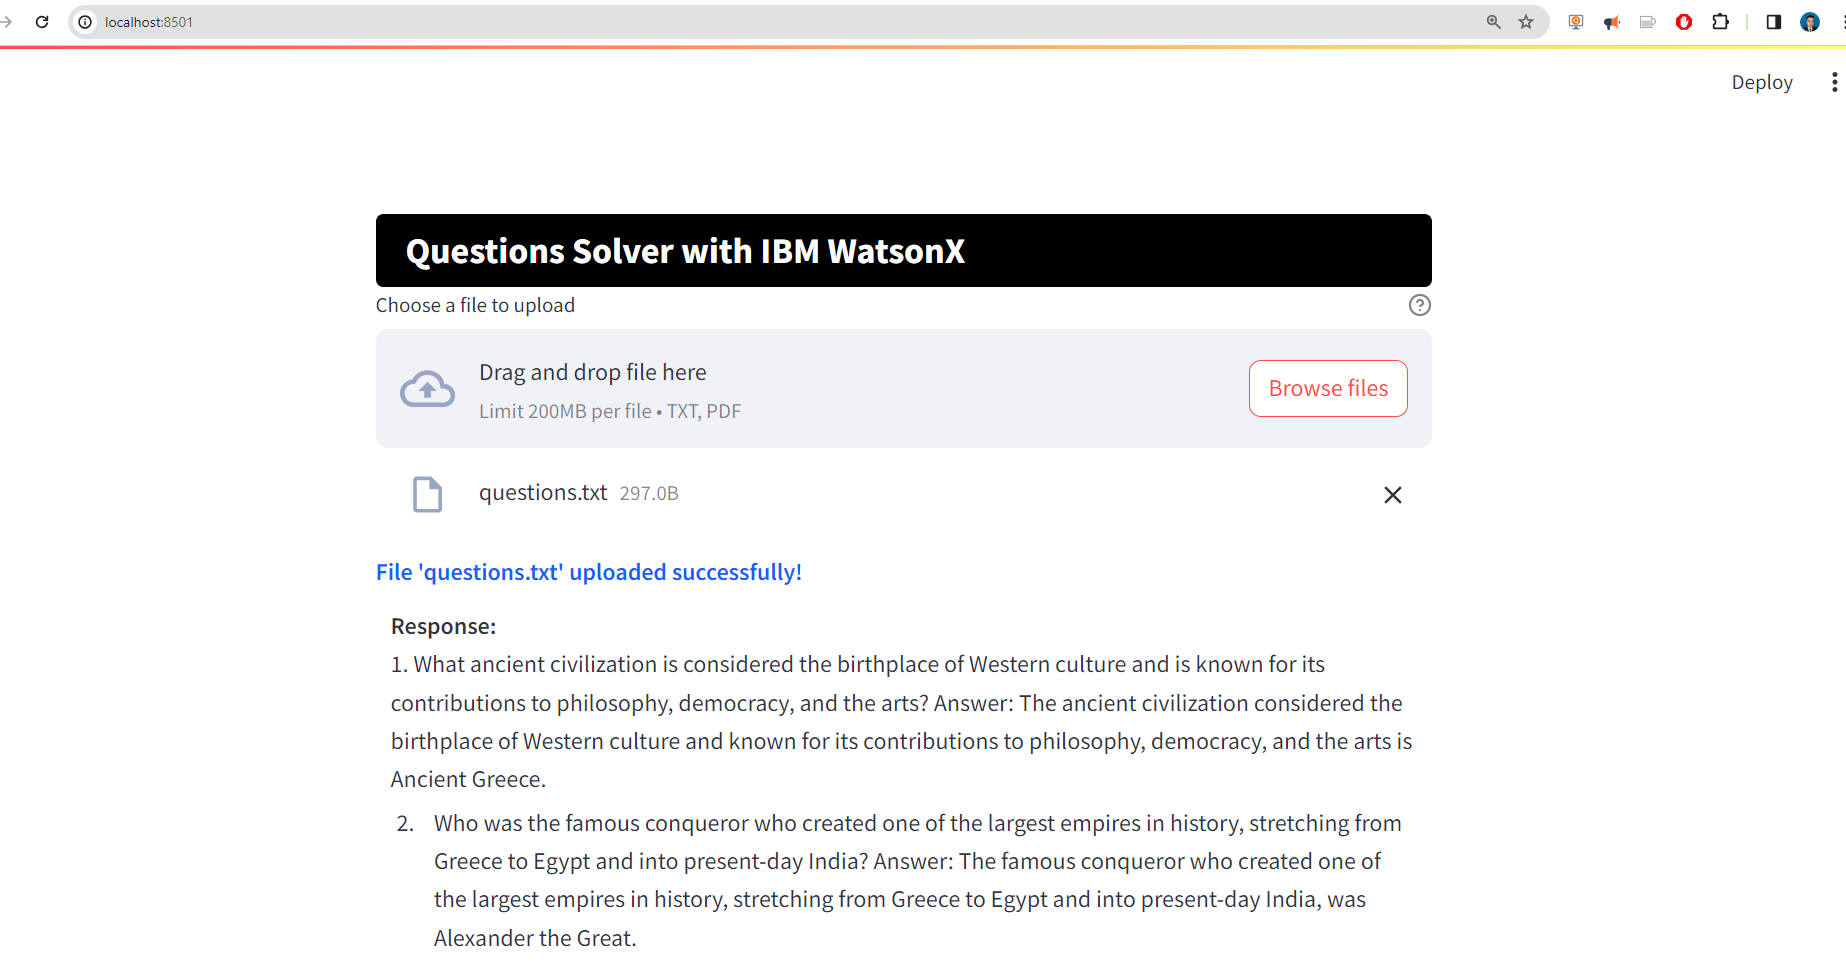 localhost:8501
Deploy
Questions Solver with IBM WatsonX
Choose a file to upload
Drag and drop file here
Limit 200MB per file • TXT, PDF
Browse files
questions.txt 297.0B
File 'questions.txt' uploaded successfully!
Response:
1. What ancient civilization is considered the birthplace of Western culture and is known for its
contributions to philosophy, democracy, and the arts? Answer: The ancient civilization considered the
birthplace of Western culture and known for its contributions to philosophy, democracy, and the arts is
Ancient Greece.
2. Who was the famous conqueror who created one of the largest empires in history, stretching from
Greece to Egypt and into present-day India? Answer: The famous conqueror who created one of
the largest empires in history, stretching from Greece to Egypt and into present-day India, was
Alexander the Great.